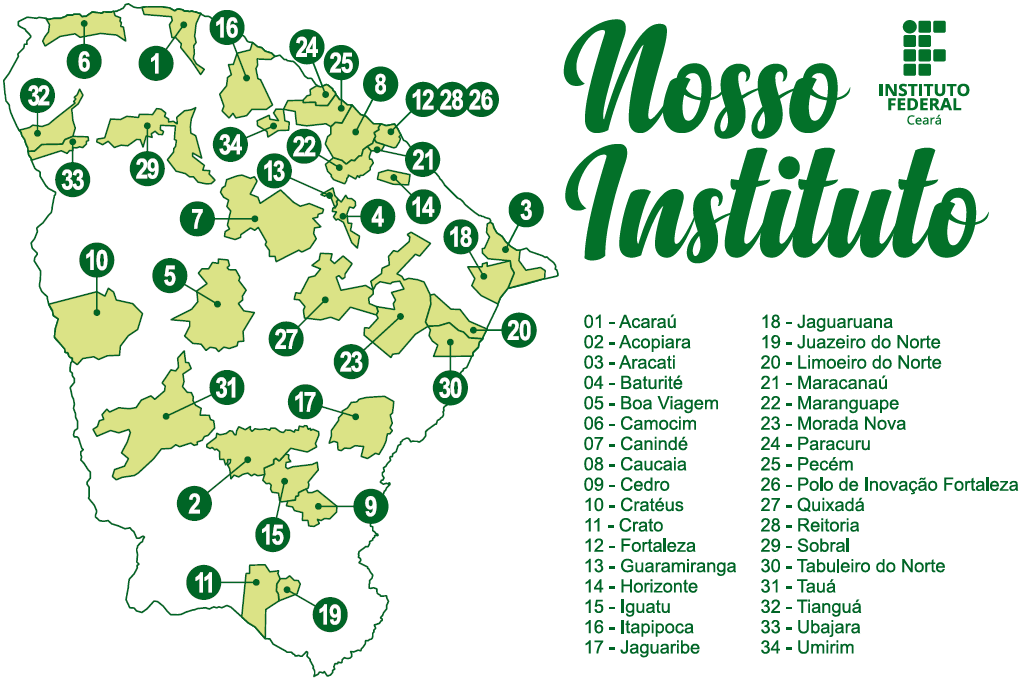 6
1
16
24
25
8
12 28 26
32
34
29
33
22
21
13
14
7
4
3
18
10
5
27
23
20
30
31
17
2
15
9
11
19
Nosso
Instituto
INSTITUTO
FEDERAL
Ceará
01 - Acaraú
02 - Acopiara
03 - Aracati
04 - Baturité
05 - Boa Viagem
06 - Camocim
07 - Canindé
08 - Caucaia
09 - Cedro
10 - Cratéus
11 - Crato
12 - Fortaleza
13 - Guaramiranga
14 - Horizonte
15 - Iguatu
16 - Itapipoca
17 - Jaguaribe
18 - Jaguaruana
19 - Juazeiro do Norte
20 - Limoeiro do Norte
21 - Maracanaú
22 - Maranguape
23 - Morada Nova
24 - Paracuru
25 - Pecém
26 - Polo de Inovação Fortaleza
27 - Quixadá
28 - Reitoria
29 - Sobral
30 - Tabuleiro do Norte
31 - Tauá
32 - Tianguá
33 - Ubajara
34 - Umirim